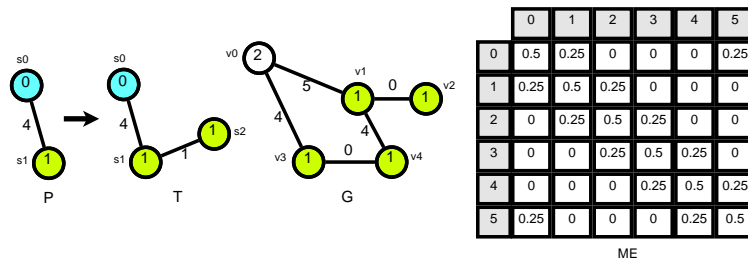 0 1 2 3 4 5
s0 s0 v0 2
0 0 5 v1 0 v2
0 0.5 0.25 0 0 0 0.25
1 1
1 0.25 0.5 0.25 0 0 0
4 4 1 s2 4 4
2 0 0.25 0.5 0.25 0 0
s1 1 s1 1 1 v3 1 0 1 v4
3 0 0 0.25 0.5 0.25 0
4 0 0 0 0.25 0.5 0.25
P T G
5 0.25 0 0 0 0.25 0.5
ME